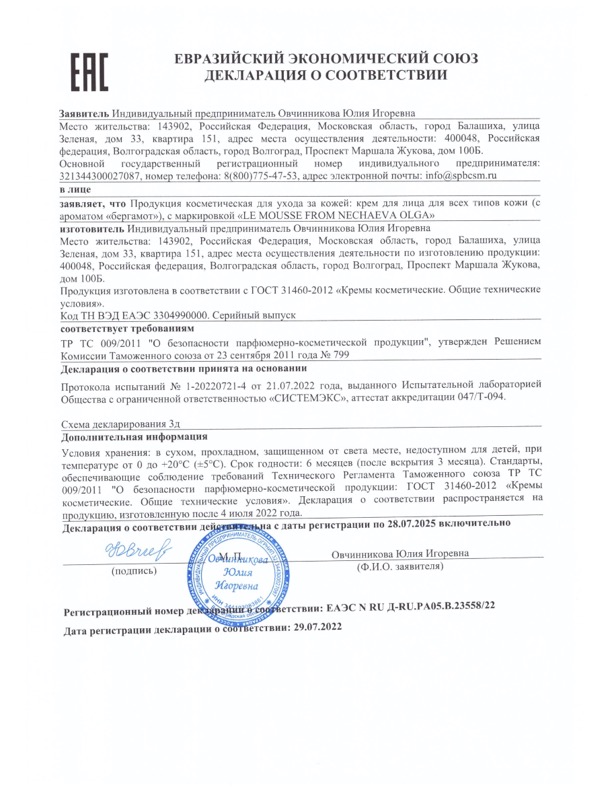 ЕАС
ЕВРАЗИЙСКИЙ ЭКОНОМИЧЕСКИЙ СОЮЗ
ДЕКЛАРАЦИЯ О СООТВЕТСТВИИ
Заявитель Индивидуальный предприниматель Овчинникова Юлия Игоревна
Место жительства: 143902, Российская Федерация, Московская область, город Балашиха, улица
Зеленая, дом 33, квартира 151, адрес места осуществления деятельности: 400048, Российская
федерация, Волгоградская область, город Волгоград, Проспект Маршала Жукова, дом 100Б.
Основной государственный регистрационный номер индивидуального предпринимателя:
321344300027087, номер телефона: 8(800)775-47-53, адрес электронной почты: info@spbcsm.ru
в лице
заявляет, что Продукция косметическая для ухода за кожей: крем для лица для всех типов кожи (с
ароматом «бергамот»), с маркировкой «LE MOUSSE FROM NECHAEVA OLGA»
изготовитель Индивидуальный предприниматель Овчинникова Юлия Игоревна
Место жительства: 143902, Российская Федерация, Московская область, город Балашиха, улица
Зеленая, дом 33, квартира 151, адрес места осуществления деятельности по изготовлению продукции:
400048, Российская федерация, Волгоградская область, город Волгоград, Проспект Маршала Жукова,
дом 100Б.
Продукция изготовлена в соответствии с ГОСТ 31460-2012 «Кремы косметические. Общие технические
условия».
Код ТН ВЭД ЕАЭС 3304990000. Серийный выпуск
соответствует требованиям
ТР ТС 009/2011 "О безопасности парфюмерно-косметической продукции", утвержден Решением
Комиссии Таможенного союза от 23 сентября 2011 года № 799
Декларация о соответствии принята на основании
Протокола испытаний № 1-20220721-4 от 21.07.2022 года, выданного Испытательной лабораторией
Общества с ограниченной ответственностью «СИСТЕМЭКС», аттестат аккредитации 047/Т-094.
Схема декларирования 3д
Дополнительная информация
Условия хранения: в сухом, прохладном, защищенном от света месте, недоступном для детей, при
температуре от 0 до +20°C (±5°C). Срок годности: 6 месяцев (после вскрытия 3 месяца). Стандарты,
обеспечивающие соблюдение требований Технического Регламента Таможенного союза ТР ТС
009/2011 "О безопасности парфюмерно-косметической продукции: ГОСТ 31460-2012 «Кремы
косметические. Общие технические условия». Декларация о соответствии распространяется на
продукцию, изготовленную после 4 июля 2022 года.
Декларация о соответствии действительна с даты регистрации по 28.07.2025 включительно
М. П. Овчинникова Юлия Игоревна
(подпись) (Ф.И.О. заявителя)
Овчинникова
Юлия
Игоревна
Регистрационный номер декларации о соответствии: ЕАЭС N RU Д-RU.РА05.В.23558/22
Дата регистрации декларации о соответствии: 29.07.2022